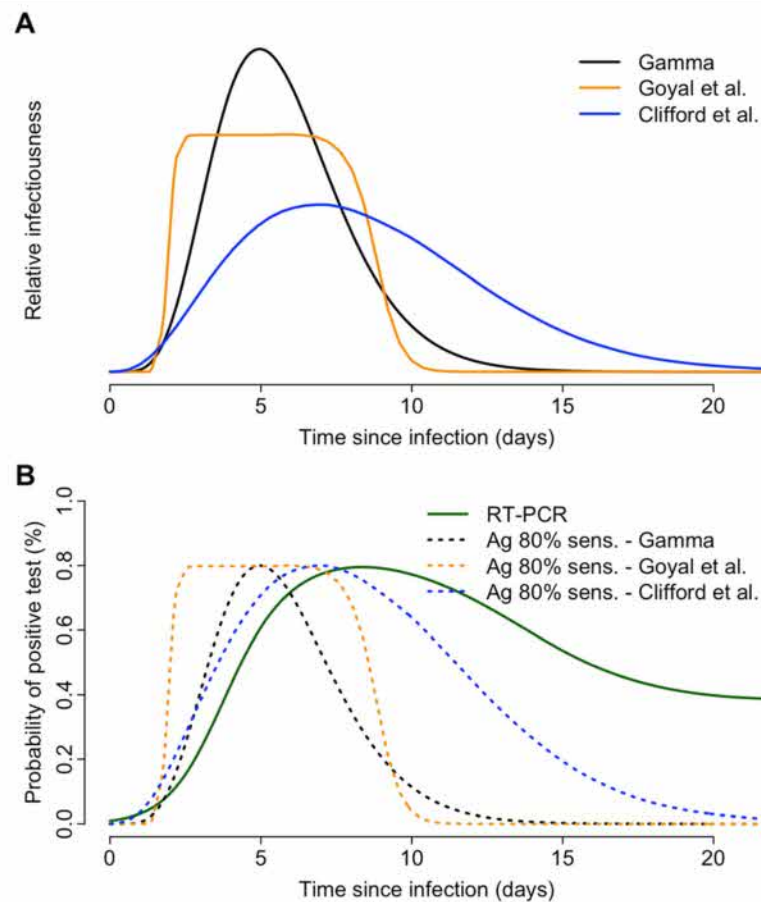 A
Gamma
Goyal et al.
Clifford et al.
Relative infectiousness
0 5 10 15 20
Time since infection (days)
B
RT-PCR
Ag 80% sens. - Gamma
Ag 80% sens. - Goyal et al.
Ag 80% sens. - Clifford et al.
Probability of positive test (%)
1.0
0.8
0.6
0.4
0.2
0.0
0 5 10 15 20
Time since infection (days)